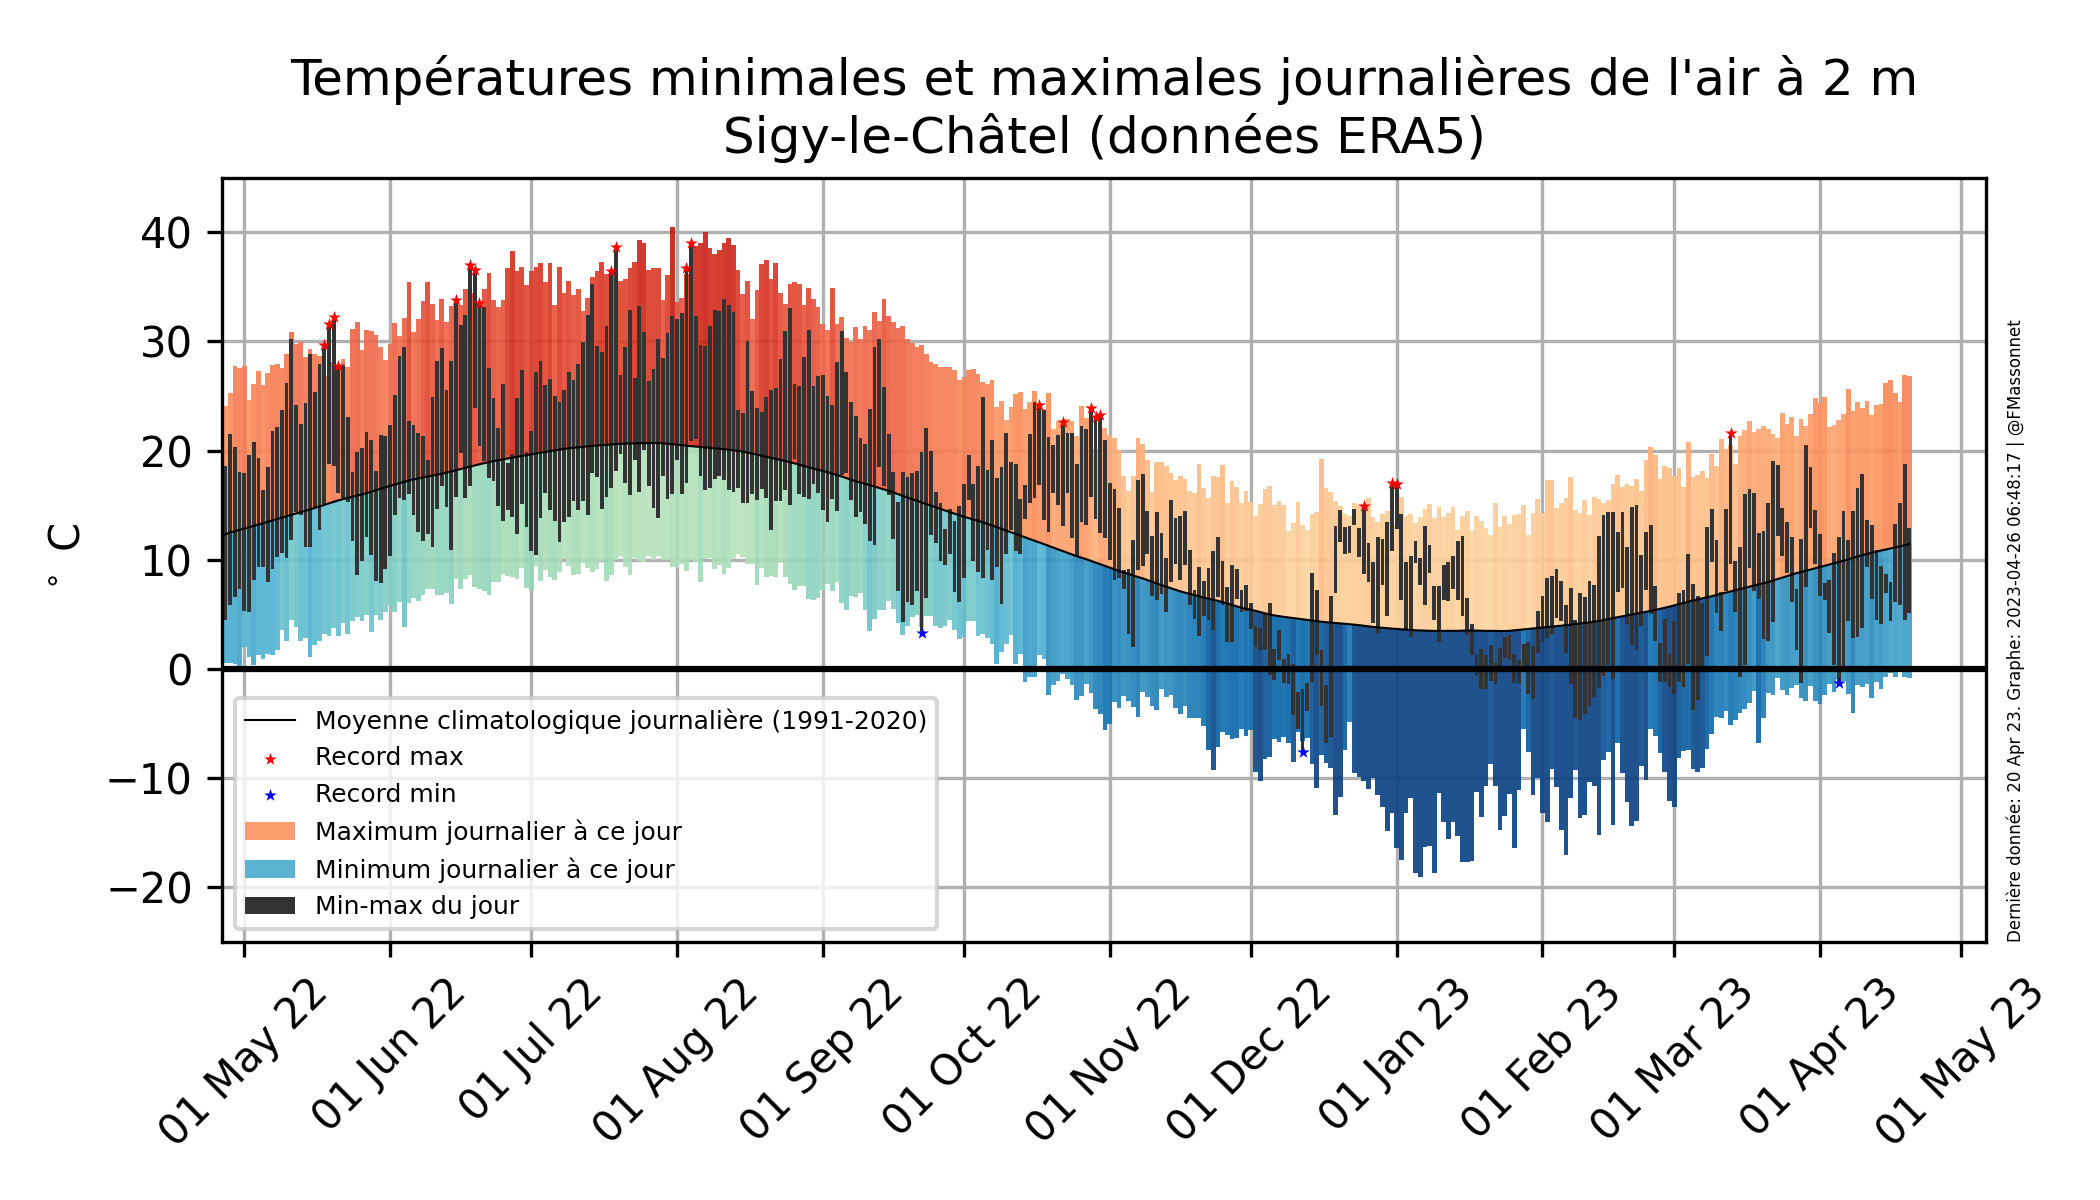 Températures minimales et maximales journalières de l'air à 2 m
Sigy-le-Châtel (données ERA5)
40
30
20
10
0
−10
−20
° C
Moyenne climatologique journalière (1991-2020)
Record max
Record min
Maximum journalier à ce jour
Minimum journalier à ce jour
Min-max du jour
01 May 22
01 Jun 22
01 Jul 22
01 Aug 22
01 Sep 22
01 Oct 22
01 Nov 22
01 Dec 22
01 Jan 23
01 Feb 23
01 Mar 23
01 Apr 23
01 May 23
Dernière donnée: 20 Apr 23. Graphe: 2023-04-26 06:48:17 | @FMassonnet